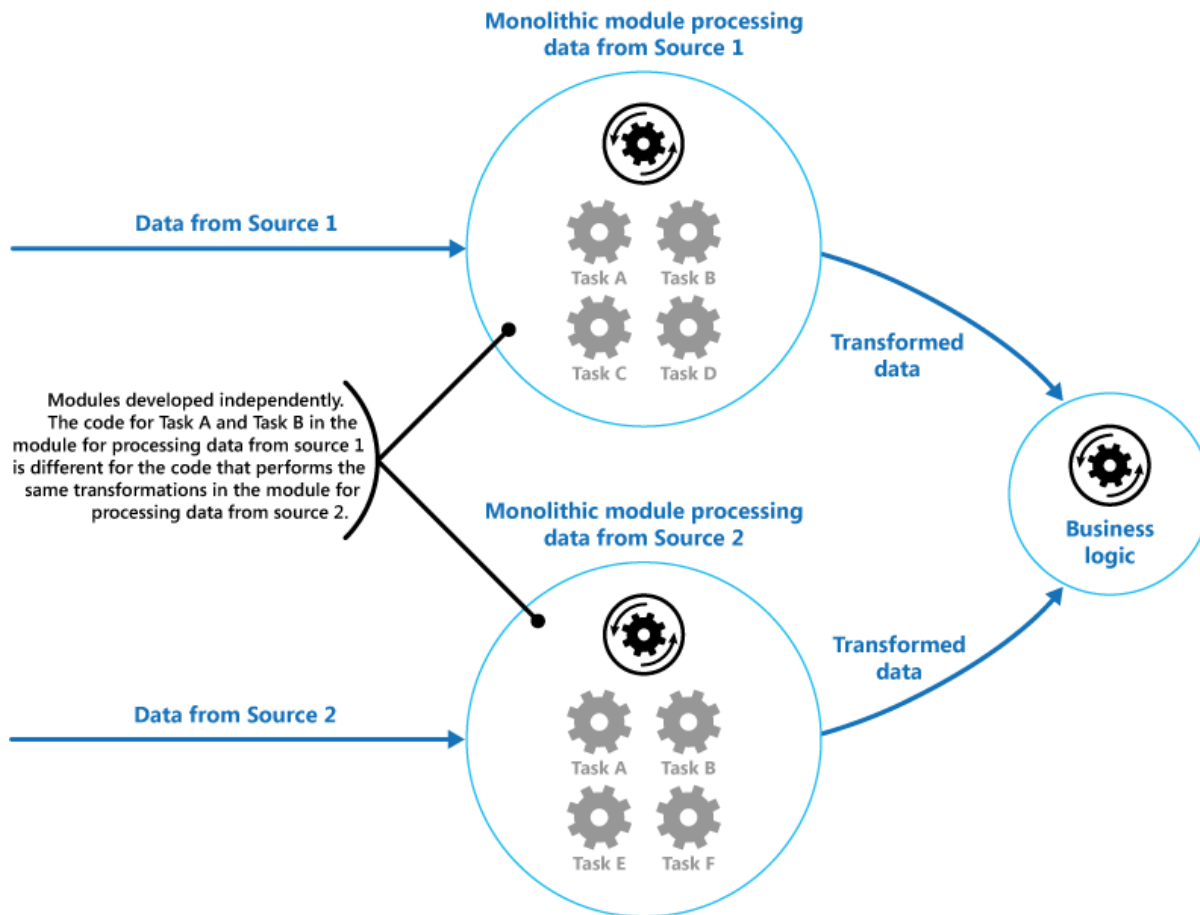 Monolithic module processing
data from Source 1
Data from Source 1
Task A
Task B
Task C
Task D
Transformed
data
Modules developed independently.
The code for Task A and Task B in the
module for processing data from source 1
is different for the code that performs the
same transformations in the module for
processing data from source 2.
Business
logic
Monolithic module processing
data from Source 2
Data from Source 2
Task A
Task B
Task E
Task F
Transformed
data